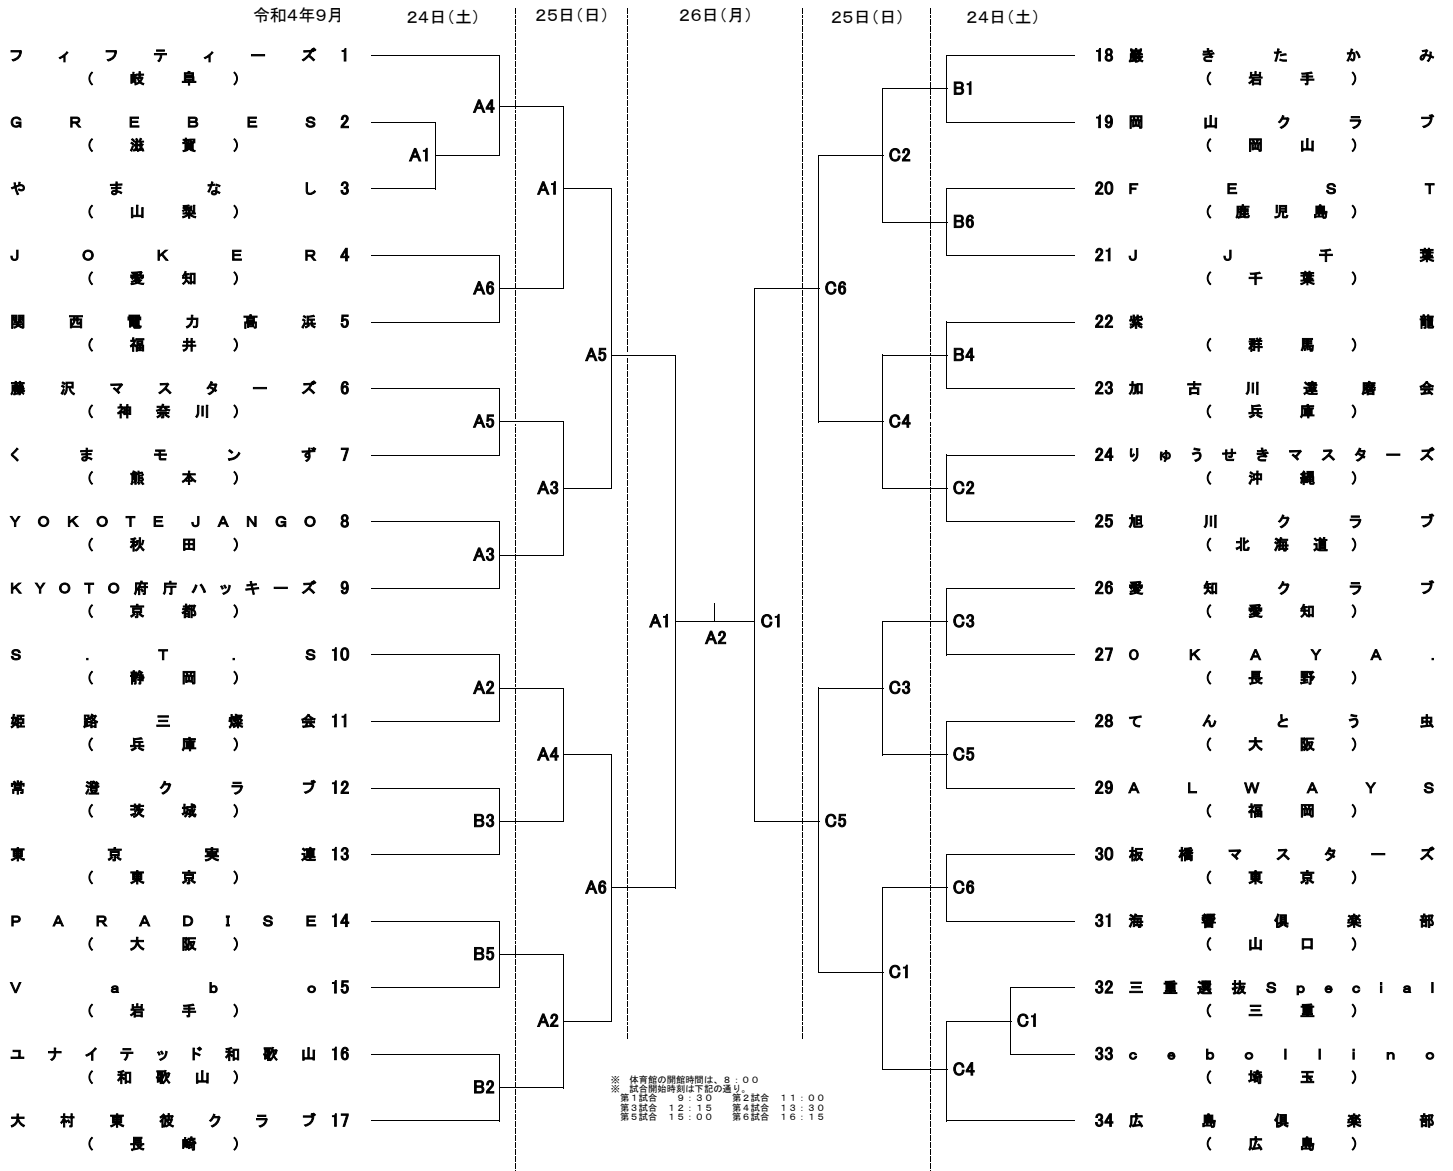 令和4年9月 24日（土） 25日（日） 26日（月） 25日（日） 24日（土）
フィフティーズ 1
（岐阜）
A4
GREBES 2
（滋賀）
A1
やまなし 3
（山梨）
A1
JOKER 4
（愛知）
A6
関西電力高浜 5
（福井）
A5
藤沢マスターズ 6
（神奈川）
A5
くまモンず 7
（熊本）
A3
YOKOTE JANGO 8
（秋田）
A3
KYOTO府庁ハッキーズ 9
（京都）
A1
A2
C1
S.T.S 10
（静岡）
A2
姫路三燦会 11
（兵庫）
A4
常澄クラブ 12
（茨城）
B3
東京実連 13
（東京）
A6
PARADISE 14
（大阪）
B5
Vabo 15
（岩手）
A2
ユナイテッド和歌山 16
（和歌山）
B2
大村東彼クラブ 17
（長崎）
18 巌きたかみ
（岩手）
B1
19 岡山クラブ
（岡山）
C2
20 FEST
（鹿児島）
B6
21 JJ千葉
（千葉）
C6
22 紫龍
（群馬）
B4
23 加古川達磨会
（兵庫）
C4
24 りゅうせきマスターズ
（沖縄）
C2
25 旭川クラブ
（北海道）
26 愛知クラブ
（愛知）
C3
27 OKAYA.
（長野）
C3
28 てんとう虫
（大阪）
C5
29 ALWAYS
（福岡）
C5
30 板橋マスターズ
（東京）
C6
31 海響倶楽部
（山口）
C1
32 三重選抜Special
（三重）
C1
33 cebollino
（埼玉）
C4
34 広島倶楽部
（広島）
※ 体育館の開館時間は、8：00
※ 試合開始時刻は下記の通り。
第1試合 9：30 第2試合 11：00
第3試合 12：15 第4試合 13：30
第5試合 15：00 第6試合 16：15